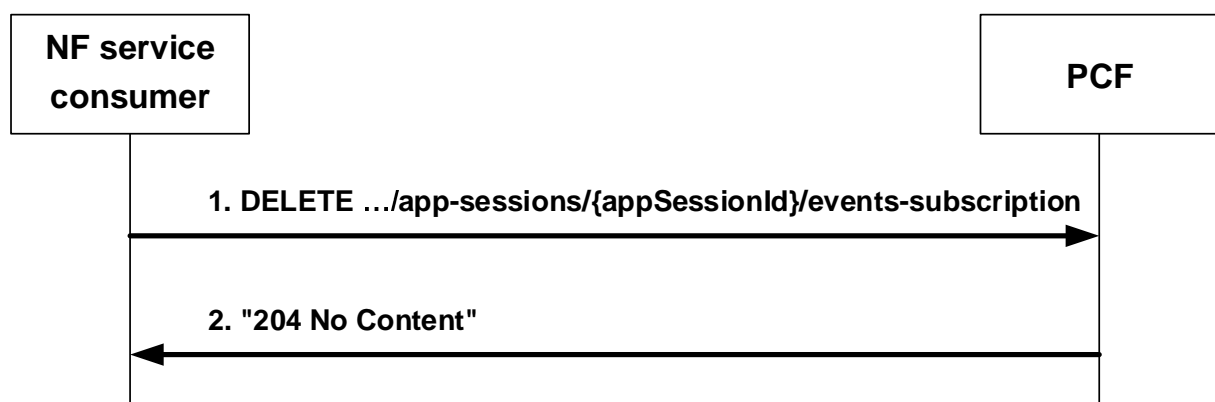 NF service
consumer
PCF
1. DELETE …/app-sessions/{appSessionId}/events-subscription
2. "204 No Content"